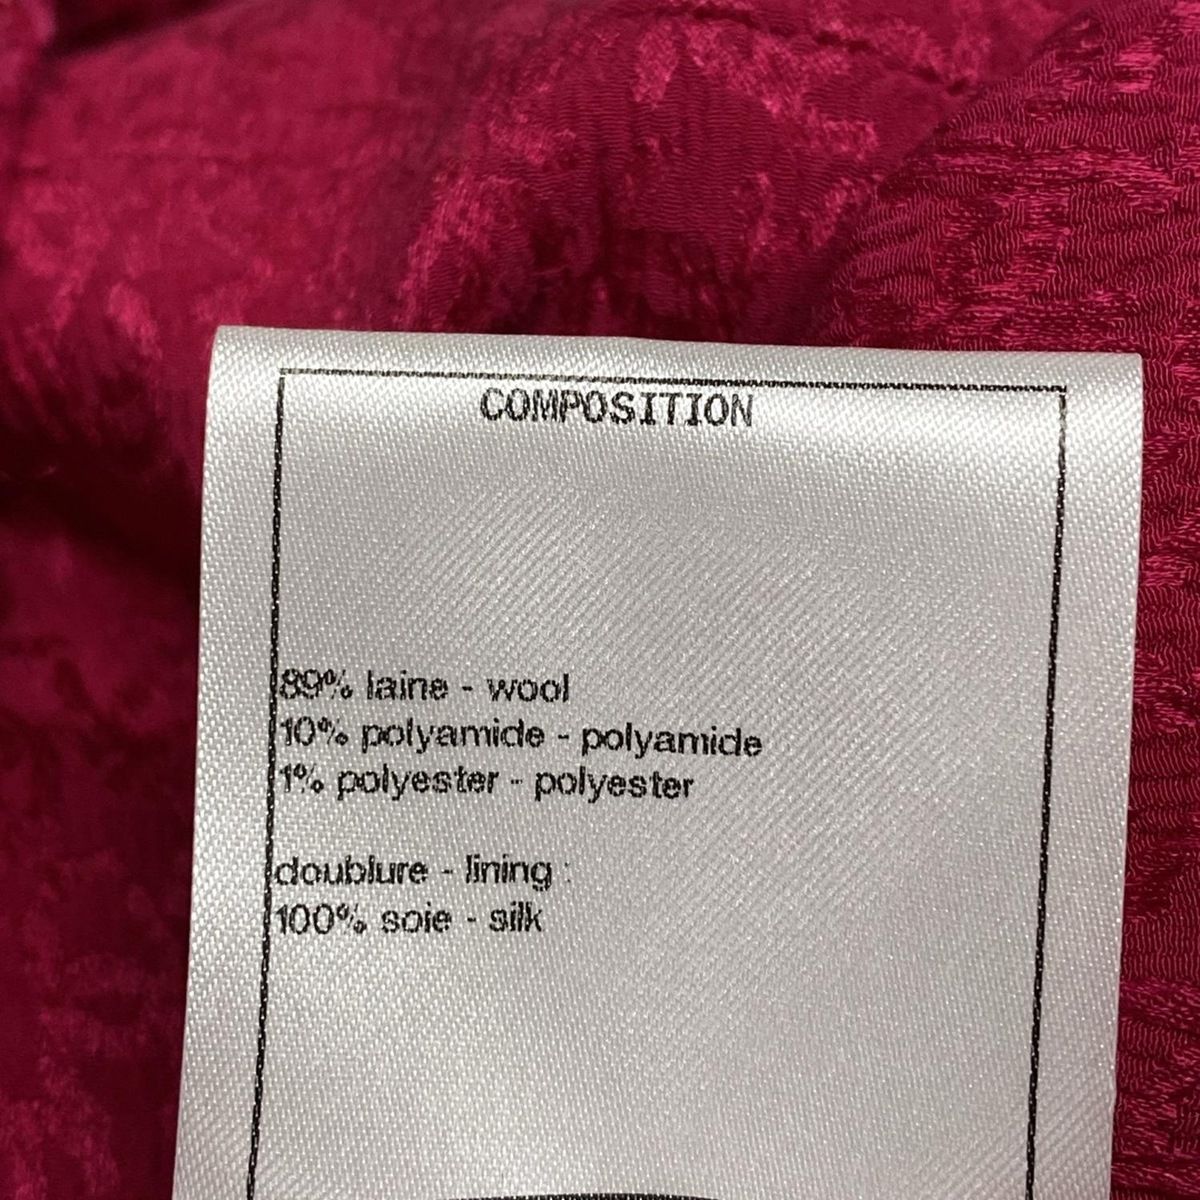 COMPOSITION
89% laine - wool
10% polyamide - polyamide
1% polyester - polyester
doublure - lining :
100% soie - silk